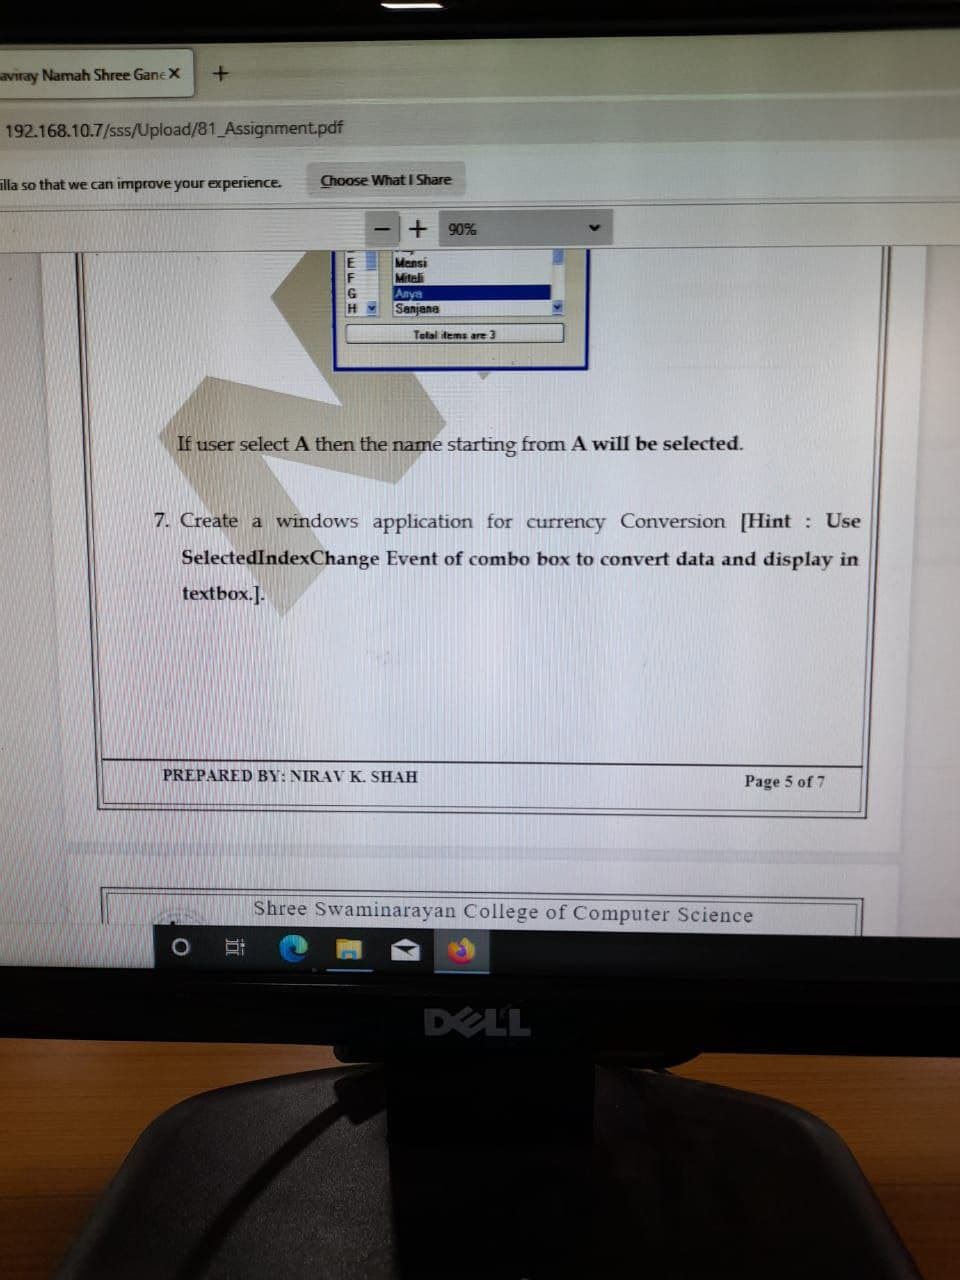 aviray Namah Shree Gane X +
192.168.10.7/sss/Upload/81_Assignment.pdf
illa so that we can improve your experience. Choose What I Share
− + 90%
E Mansi
F Miteli
G Anya
H Sanjana
Total items are 3
If user select A then the name starting from A will be selected.
7. Create a windows application for currency Conversion [Hint : Use
SelectedIndexChange Event of combo box to convert data and display in
textbox.].
PREPARED BY: NIRAV K. SHAH Page 5 of 7
Shree Swaminarayan College of Computer Science
DELL